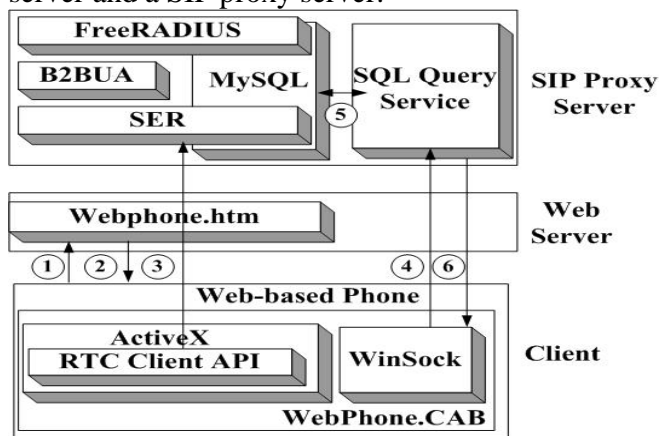 server and a SIP proxy server.
FreeRADIUS
B2BUA
MySQL
SER
SQL Query
Service
5
SIP Proxy
Server
Webphone.htm
Web
Server
1
2
3
4
6
Web-based Phone
ActiveX
RTC Client API
WinSock
WebPhone.CAB
Client